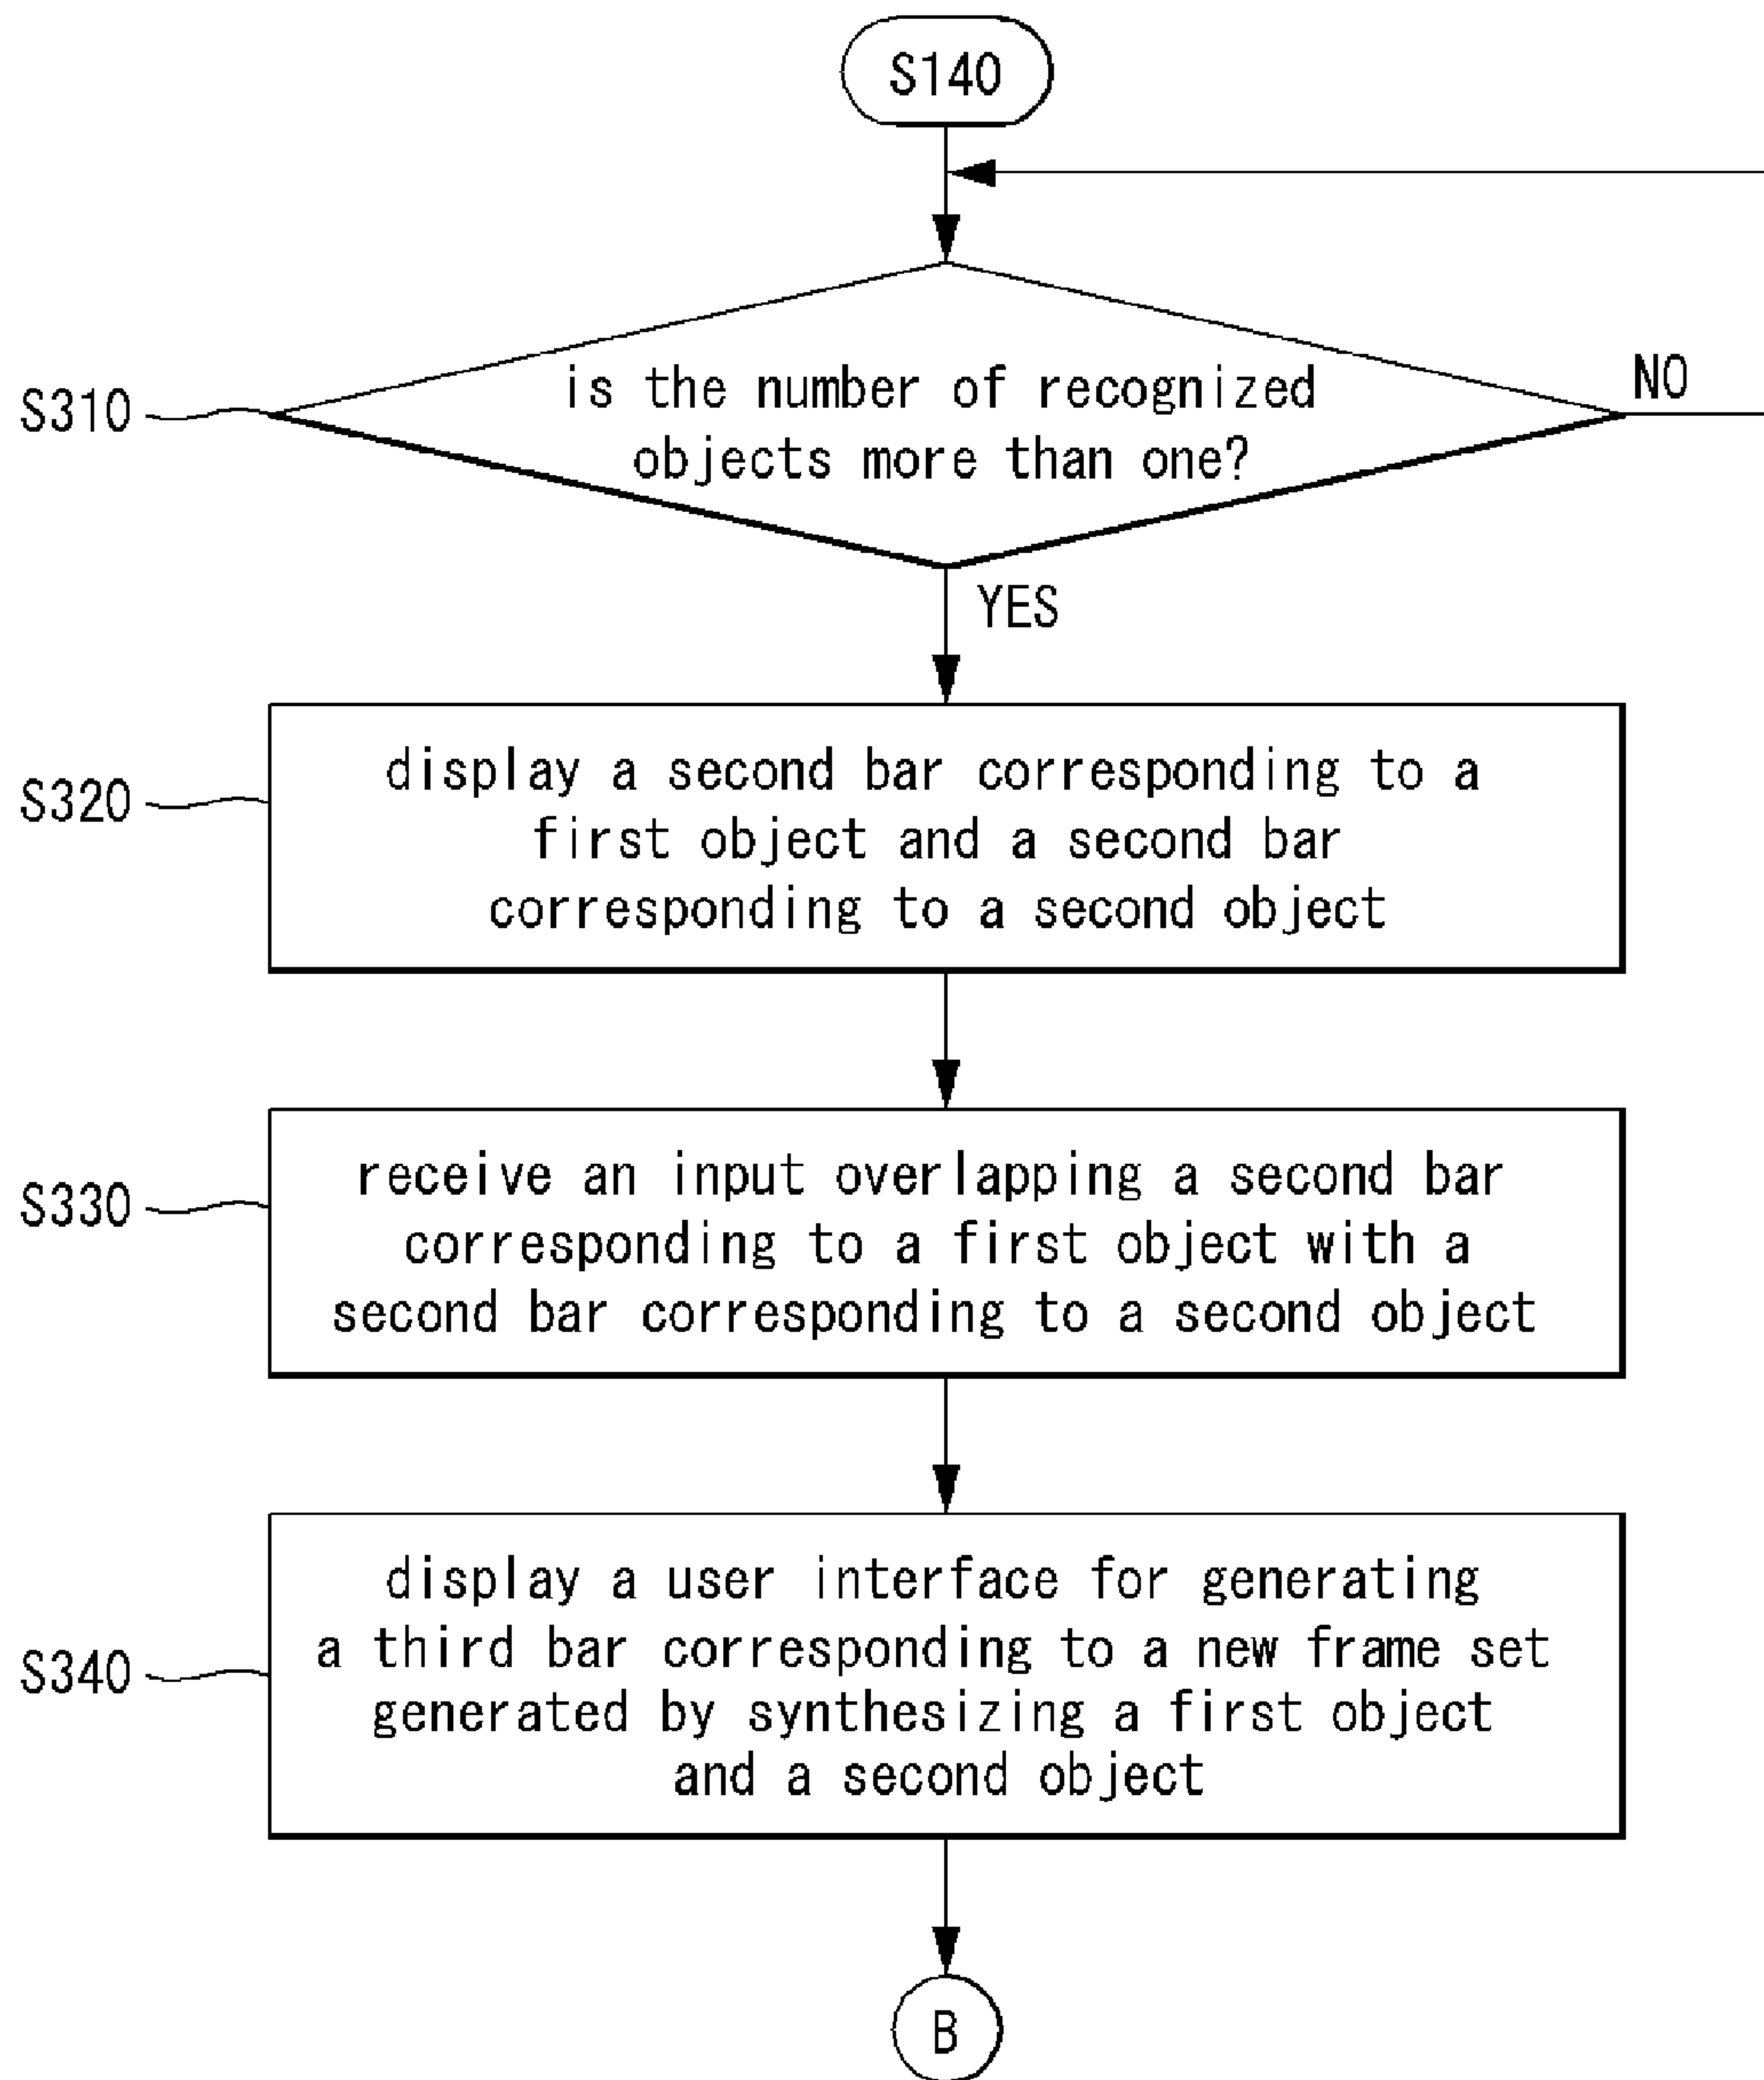 S140
is the number of recognized
objects more than one?
S310
NO
YES
S320
display a second bar corresponding to a
first object and a second bar
corresponding to a second object
S330
receive an input overlapping a second bar
corresponding to a first object with a
second bar corresponding to a second object
S340
display a user interface for generating
a third bar corresponding to a new frame set
generated by synthesizing a first object
and a second object
B